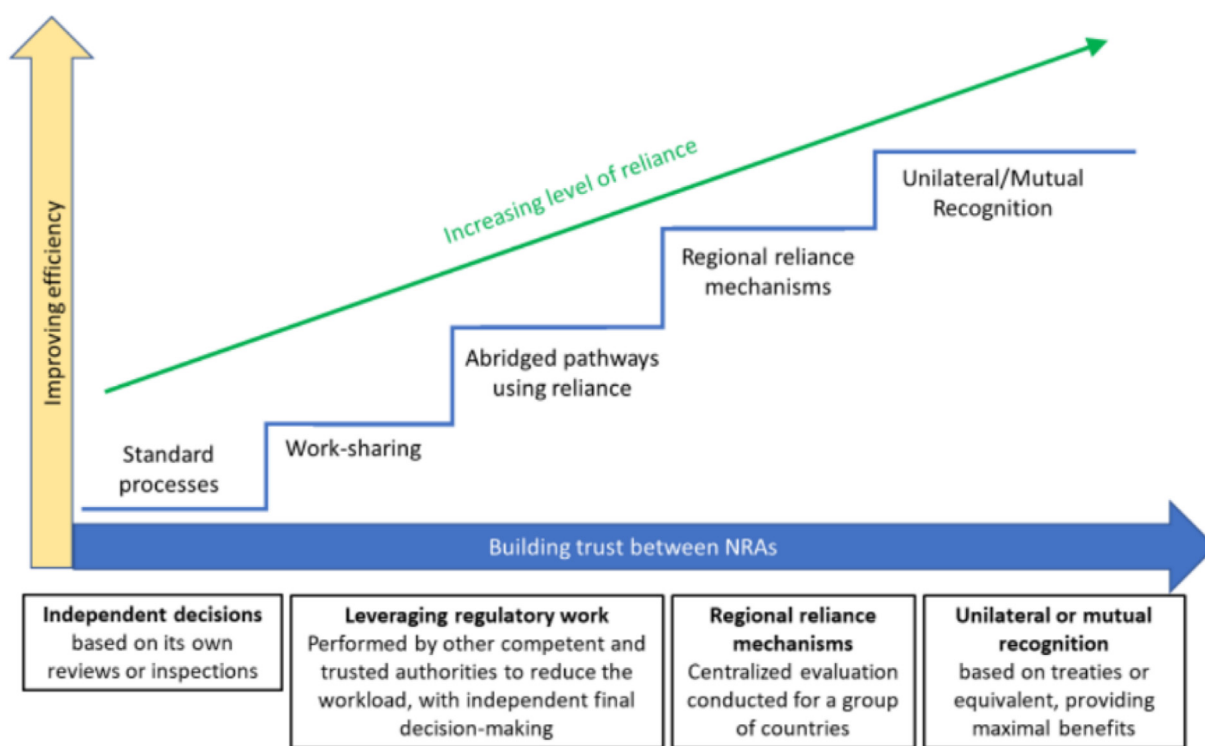 Improving efficiency
Increasing level of reliance
Unilateral/Mutual
Recognition
Regional reliance
mechanisms
Abridged pathways
using reliance
Work-sharing
Standard
processes
Building trust between NRAs
Independent decisions
based on its own
reviews or inspections
Leveraging regulatory work
Performed by other competent and
trusted authorities to reduce the
workload, with independent final
decision-making
Regional reliance
mechanisms
Centralized evaluation
conducted for a group
of countries
Unilateral or mutual
recognition
based on treaties or
equivalent, providing
maximal benefits